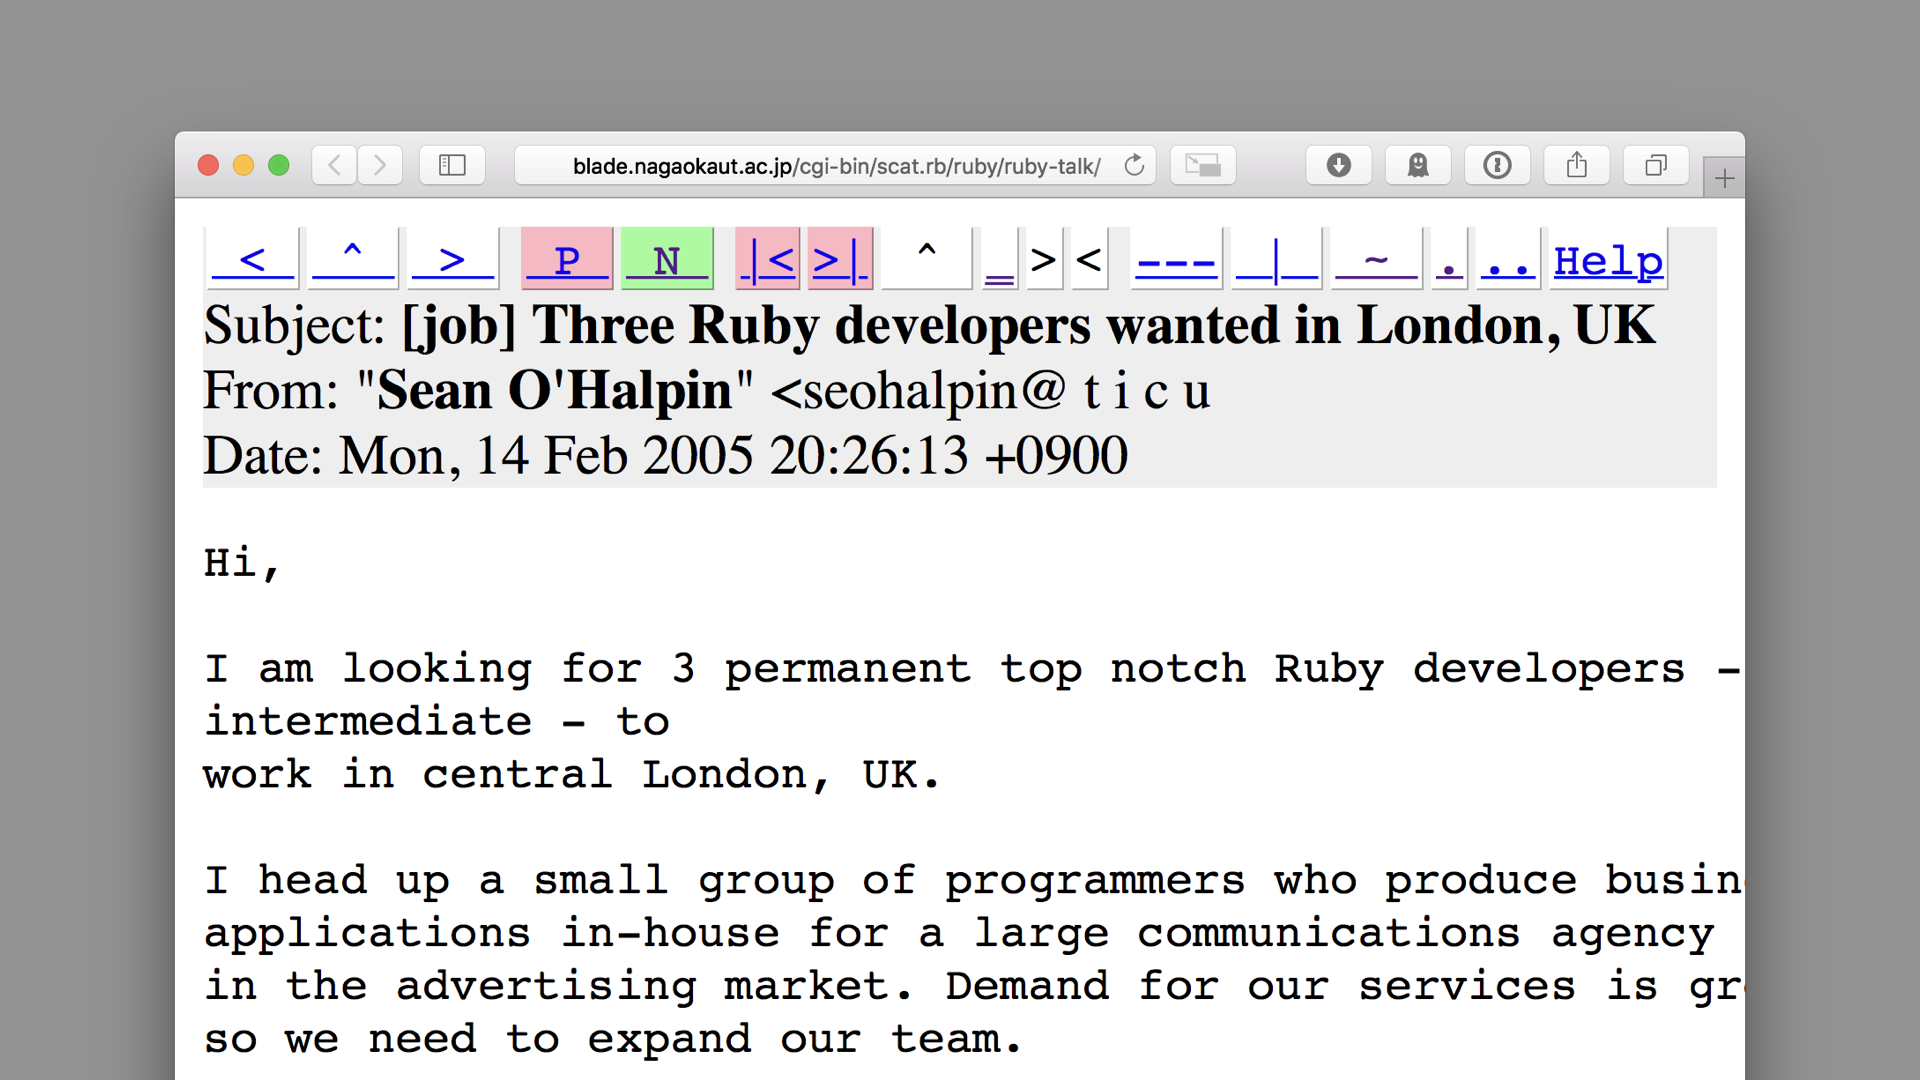 blade.nagaokaut.ac.jp/cgi-bin/scat.rb/ruby/ruby-talk/
< ^ > P N |< >| ^ _ > < --- _|_ ~ . .. Help
Subject: [job] Three Ruby developers wanted in London, UK
From: "Sean O'Halpin" <seohalpin@ t i c u
Date: Mon, 14 Feb 2005 20:26:13 +0900
Hi,
I am looking for 3 permanent top notch Ruby developers -
intermediate - to
work in central London, UK.
I head up a small group of programmers who produce
applications in-house for a large communications agency
in the advertising market. Demand for our services is
so we need to expand our team.